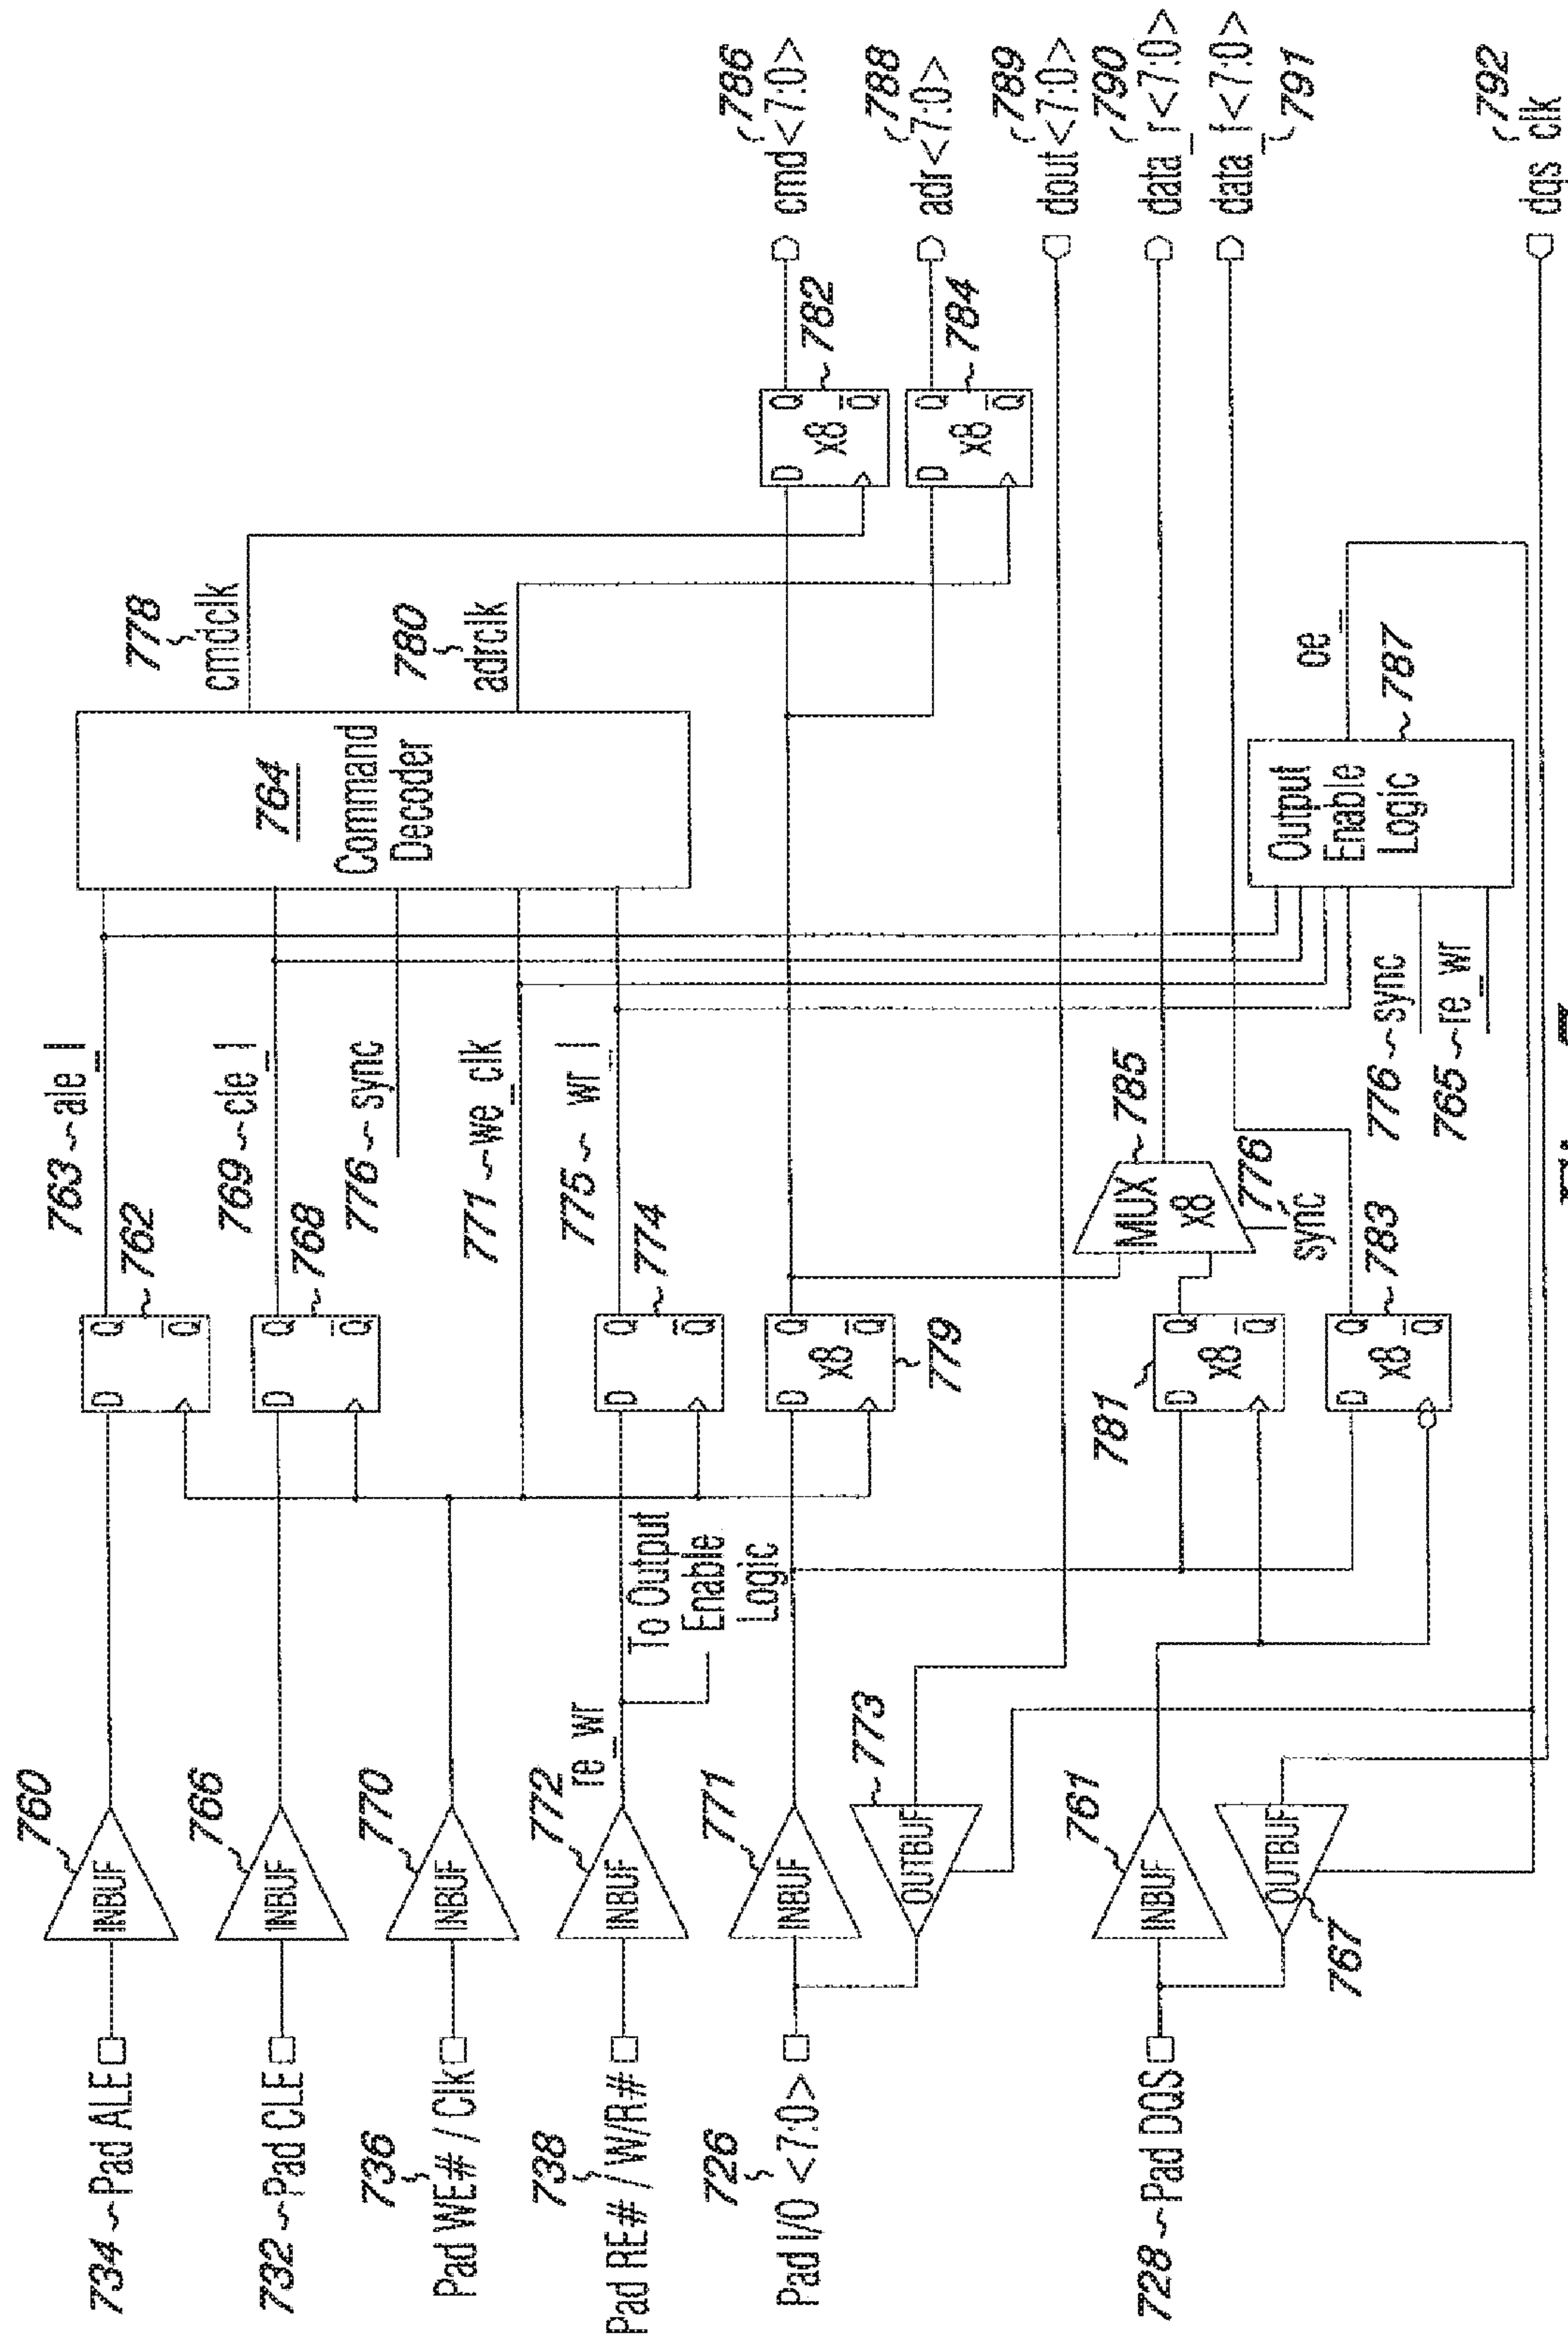 734 Pad ALE
760
INBUF
D Q
Q
762
763 ale_l
732 Pad CLE
766
INBUF
D Q
Q
768
769 cle_l
776 sync
736
Pad WE# / Clk
770
INBUF
771 we_clk
738
Pad RE# / W/R#
772
INBUF
re_wr
To Output
Enable
Logic
D Q
Q
774
775 wr_l
764
Command
Decoder
778
cmdclk
780
adrclk
726
Pad I/O <7:0>
771
INBUF
D Q
x8
Q
779
D Q
x8
Q
782
786
cmd<7:0>
D Q
x8
Q
784
788
adr<7:0>
773
OUTBUF
789
dout<7:0>
728 Pad DQS
761
INBUF
781
D Q
x8
Q
MUX
x8
785
776
sync
790
data_r<7:0>
OUTBUF
767
D Q
x8
Q
783
data_f<7:0>
791
Output
Enable
Logic
787
oe_
776 sync
765 re_wr
792
dqs_clk